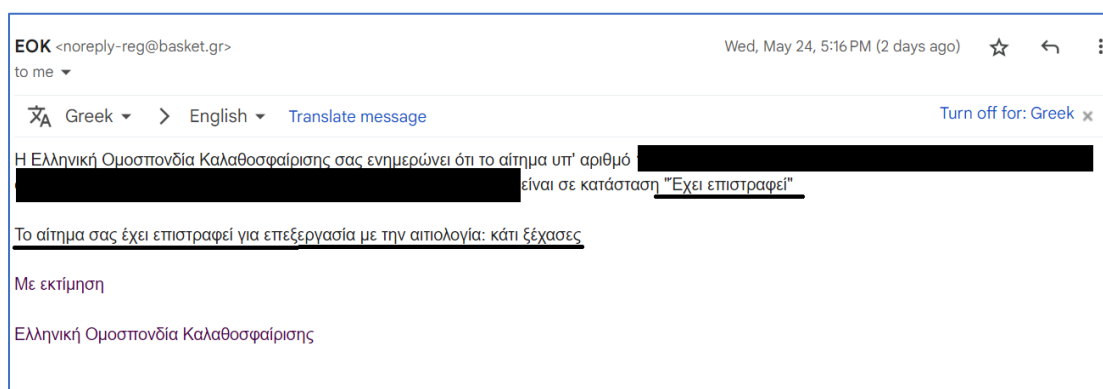 EOK <noreply-reg@basket.gr>
Wed, May 24, 5:16 PM (2 days ago)
to me
Greek > English Translate message
Turn off for: Greek ×
Η Ελληνική Ομοσπονδία Καλαθοσφαίρισης σας ενημερώνει ότι το αίτημα υπ' αριθμό
είναι σε κατάσταση "Έχει επιστραφεί"
Το αίτημα σας έχει επιστραφεί για επεξεργασία με την αιτιολογία: κάτι ξέχασες
Με εκτίμηση
Ελληνική Ομοσπονδία Καλαθοσφαίρισης